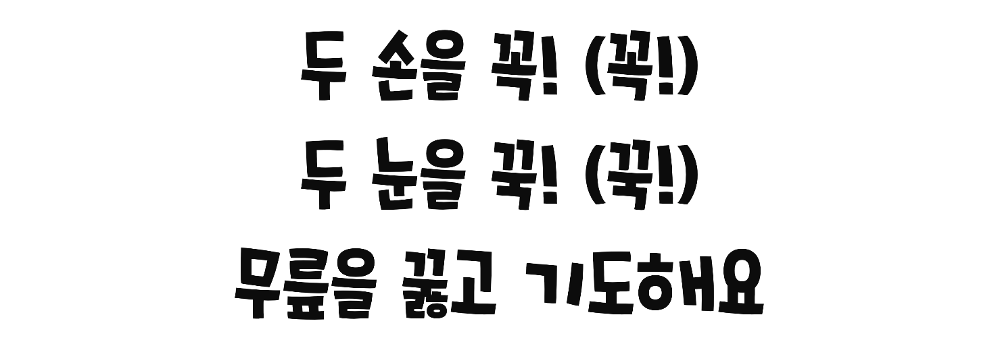 두 손을 꼭! (꼭!)
두 눈을 꾹! (꾹!)
무릎을 꿇고 기도해요